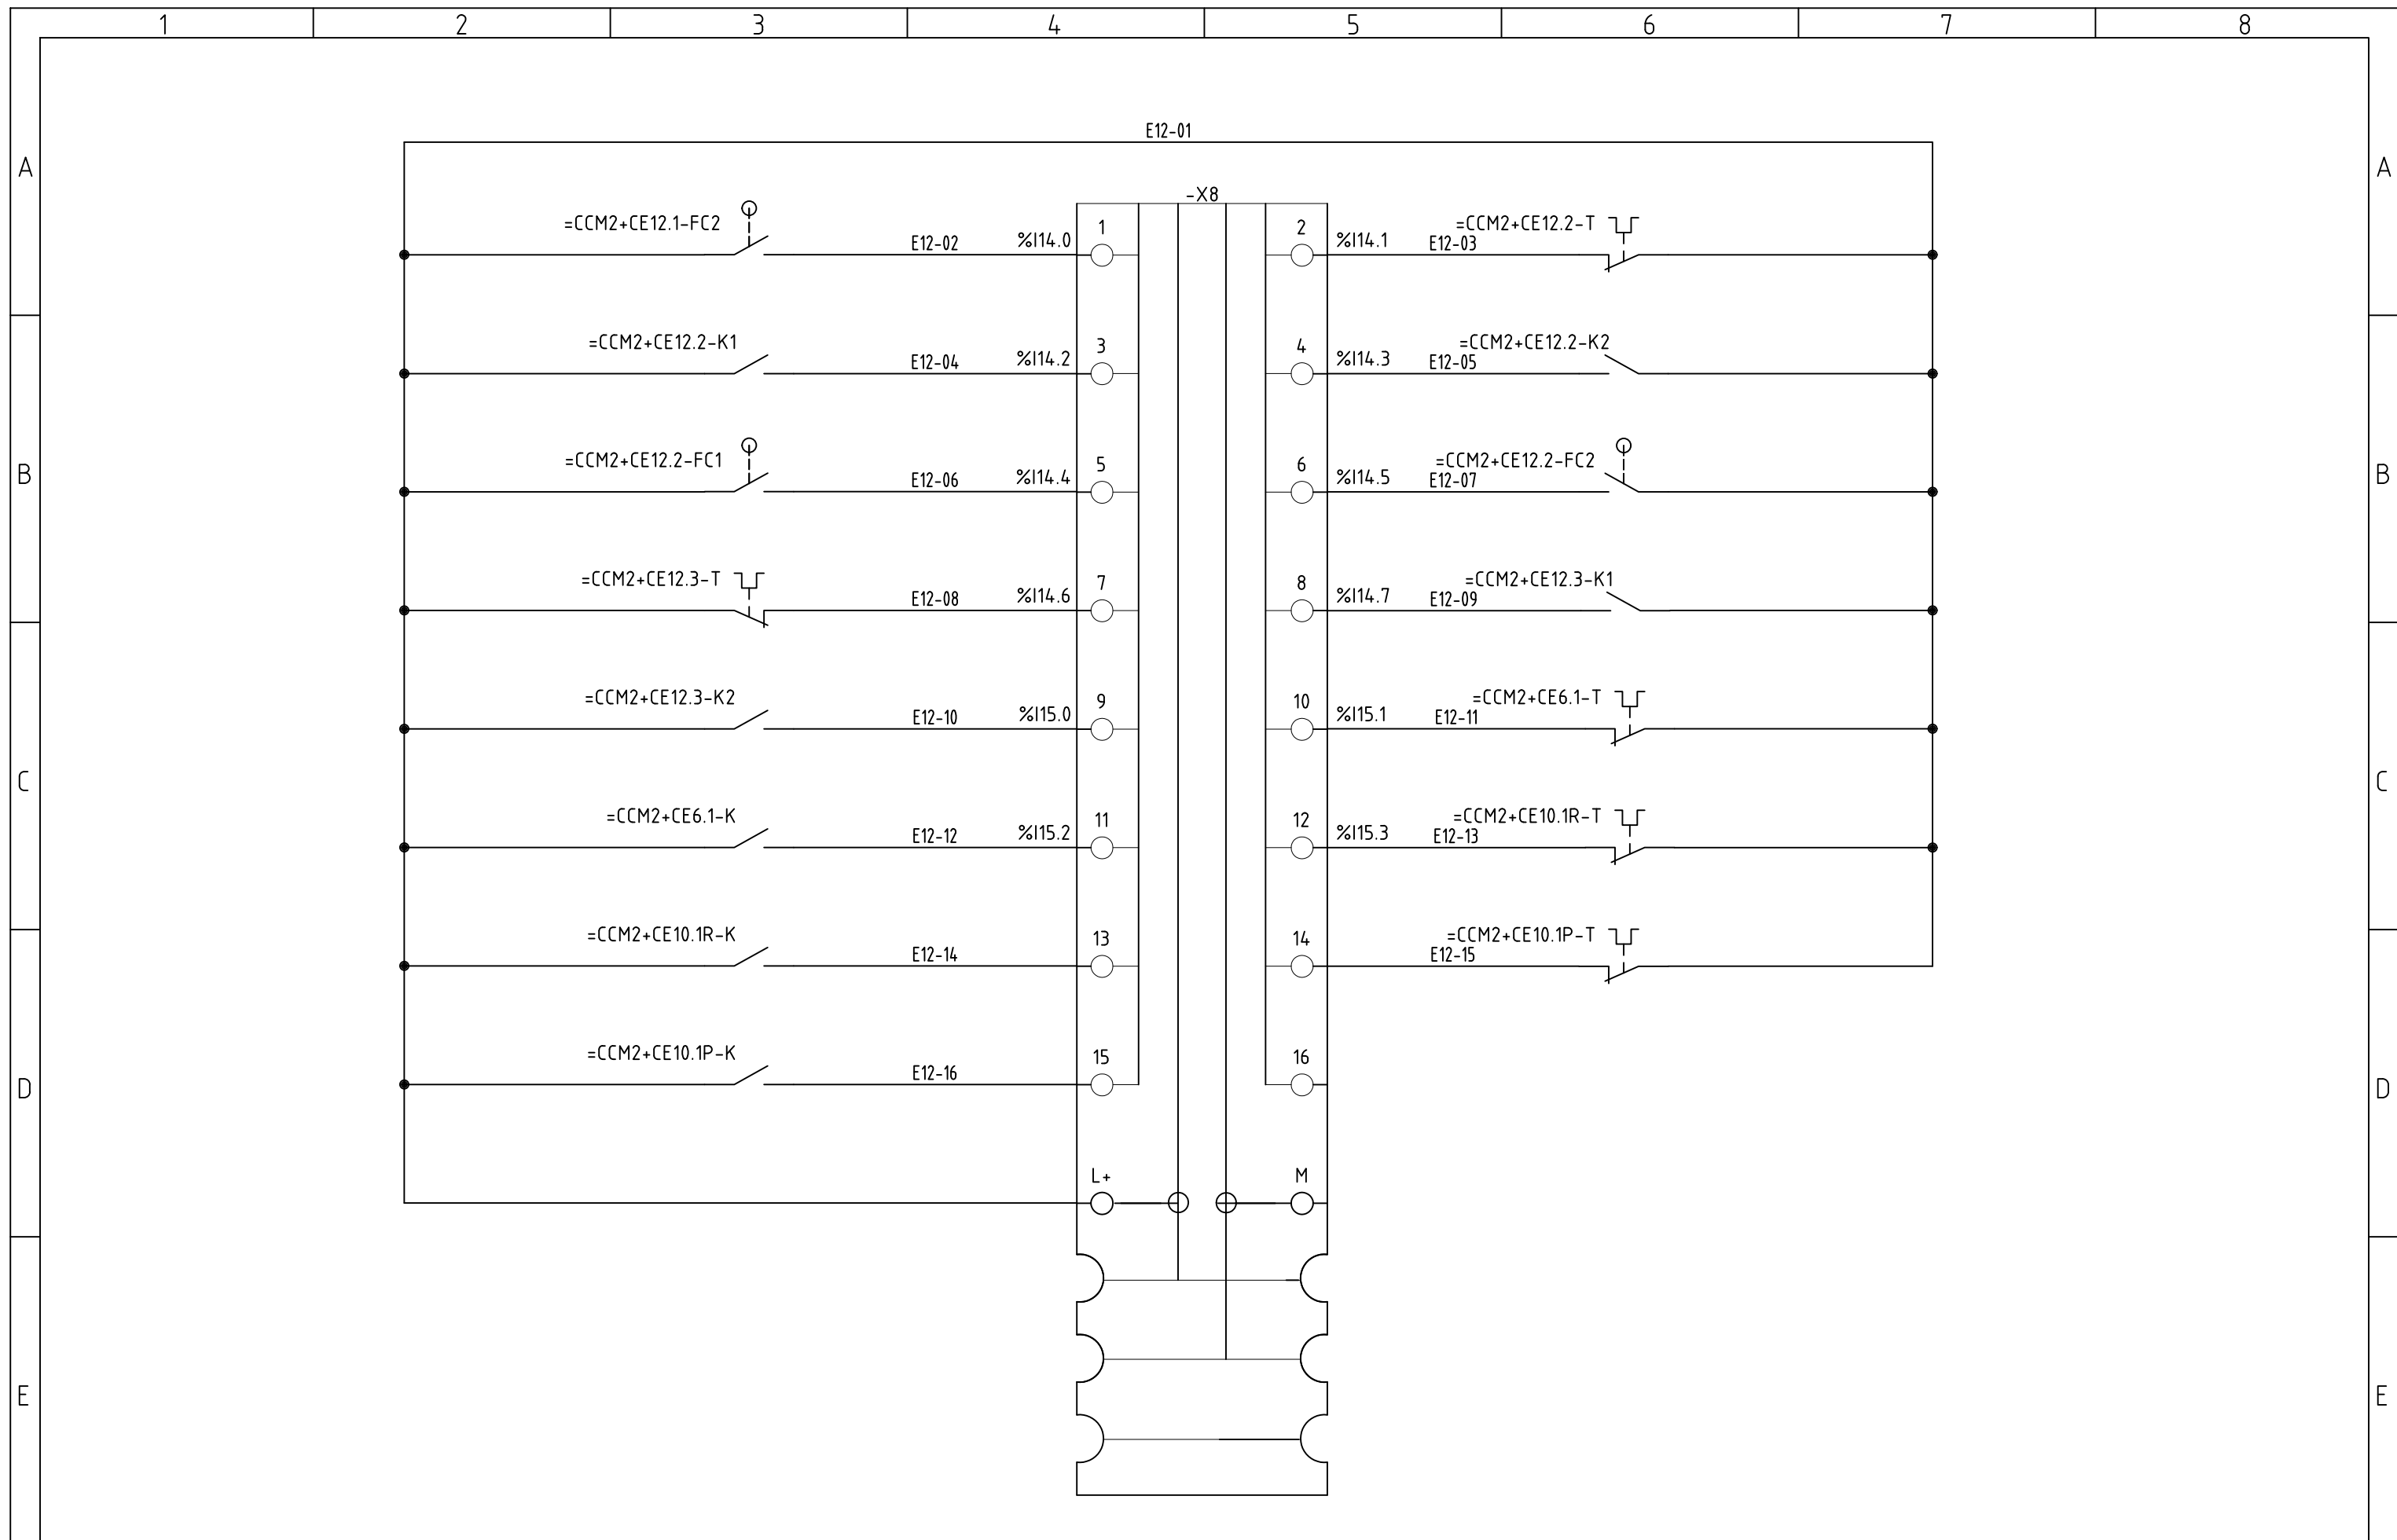 1 2 3 4 5 6 7 8
E12-01
A A
-X8
=CCM2+CE12.1-FC2 1 2 =CCM2+CE12.2-T
E12-02 %I14.0 %I14.1 E12-03
=CCM2+CE12.2-K1 3 4 =CCM2+CE12.2-K2
E12-04 %I14.2 %I14.3 E12-05
B B
=CCM2+CE12.2-FC1 5 6 =CCM2+CE12.2-FC2
E12-06 %I14.4 %I14.5 E12-07
=CCM2+CE12.3-T 7 8 =CCM2+CE12.3-K1
E12-08 %I14.6 %I14.7 E12-09
=CCM2+CE12.3-K2 9 10 =CCM2+CE6.1-T
E12-10 %I15.0 %I15.1 E12-11
C C
=CCM2+CE6.1-K 11 12 =CCM2+CE10.1R-T
E12-12 %I15.2 %I15.3 E12-13
=CCM2+CE10.1R-K 13 14 =CCM2+CE10.1P-T
E12-14 E12-15
=CCM2+CE10.1P-K 15 16
E12-16
D D
L+ M
E E